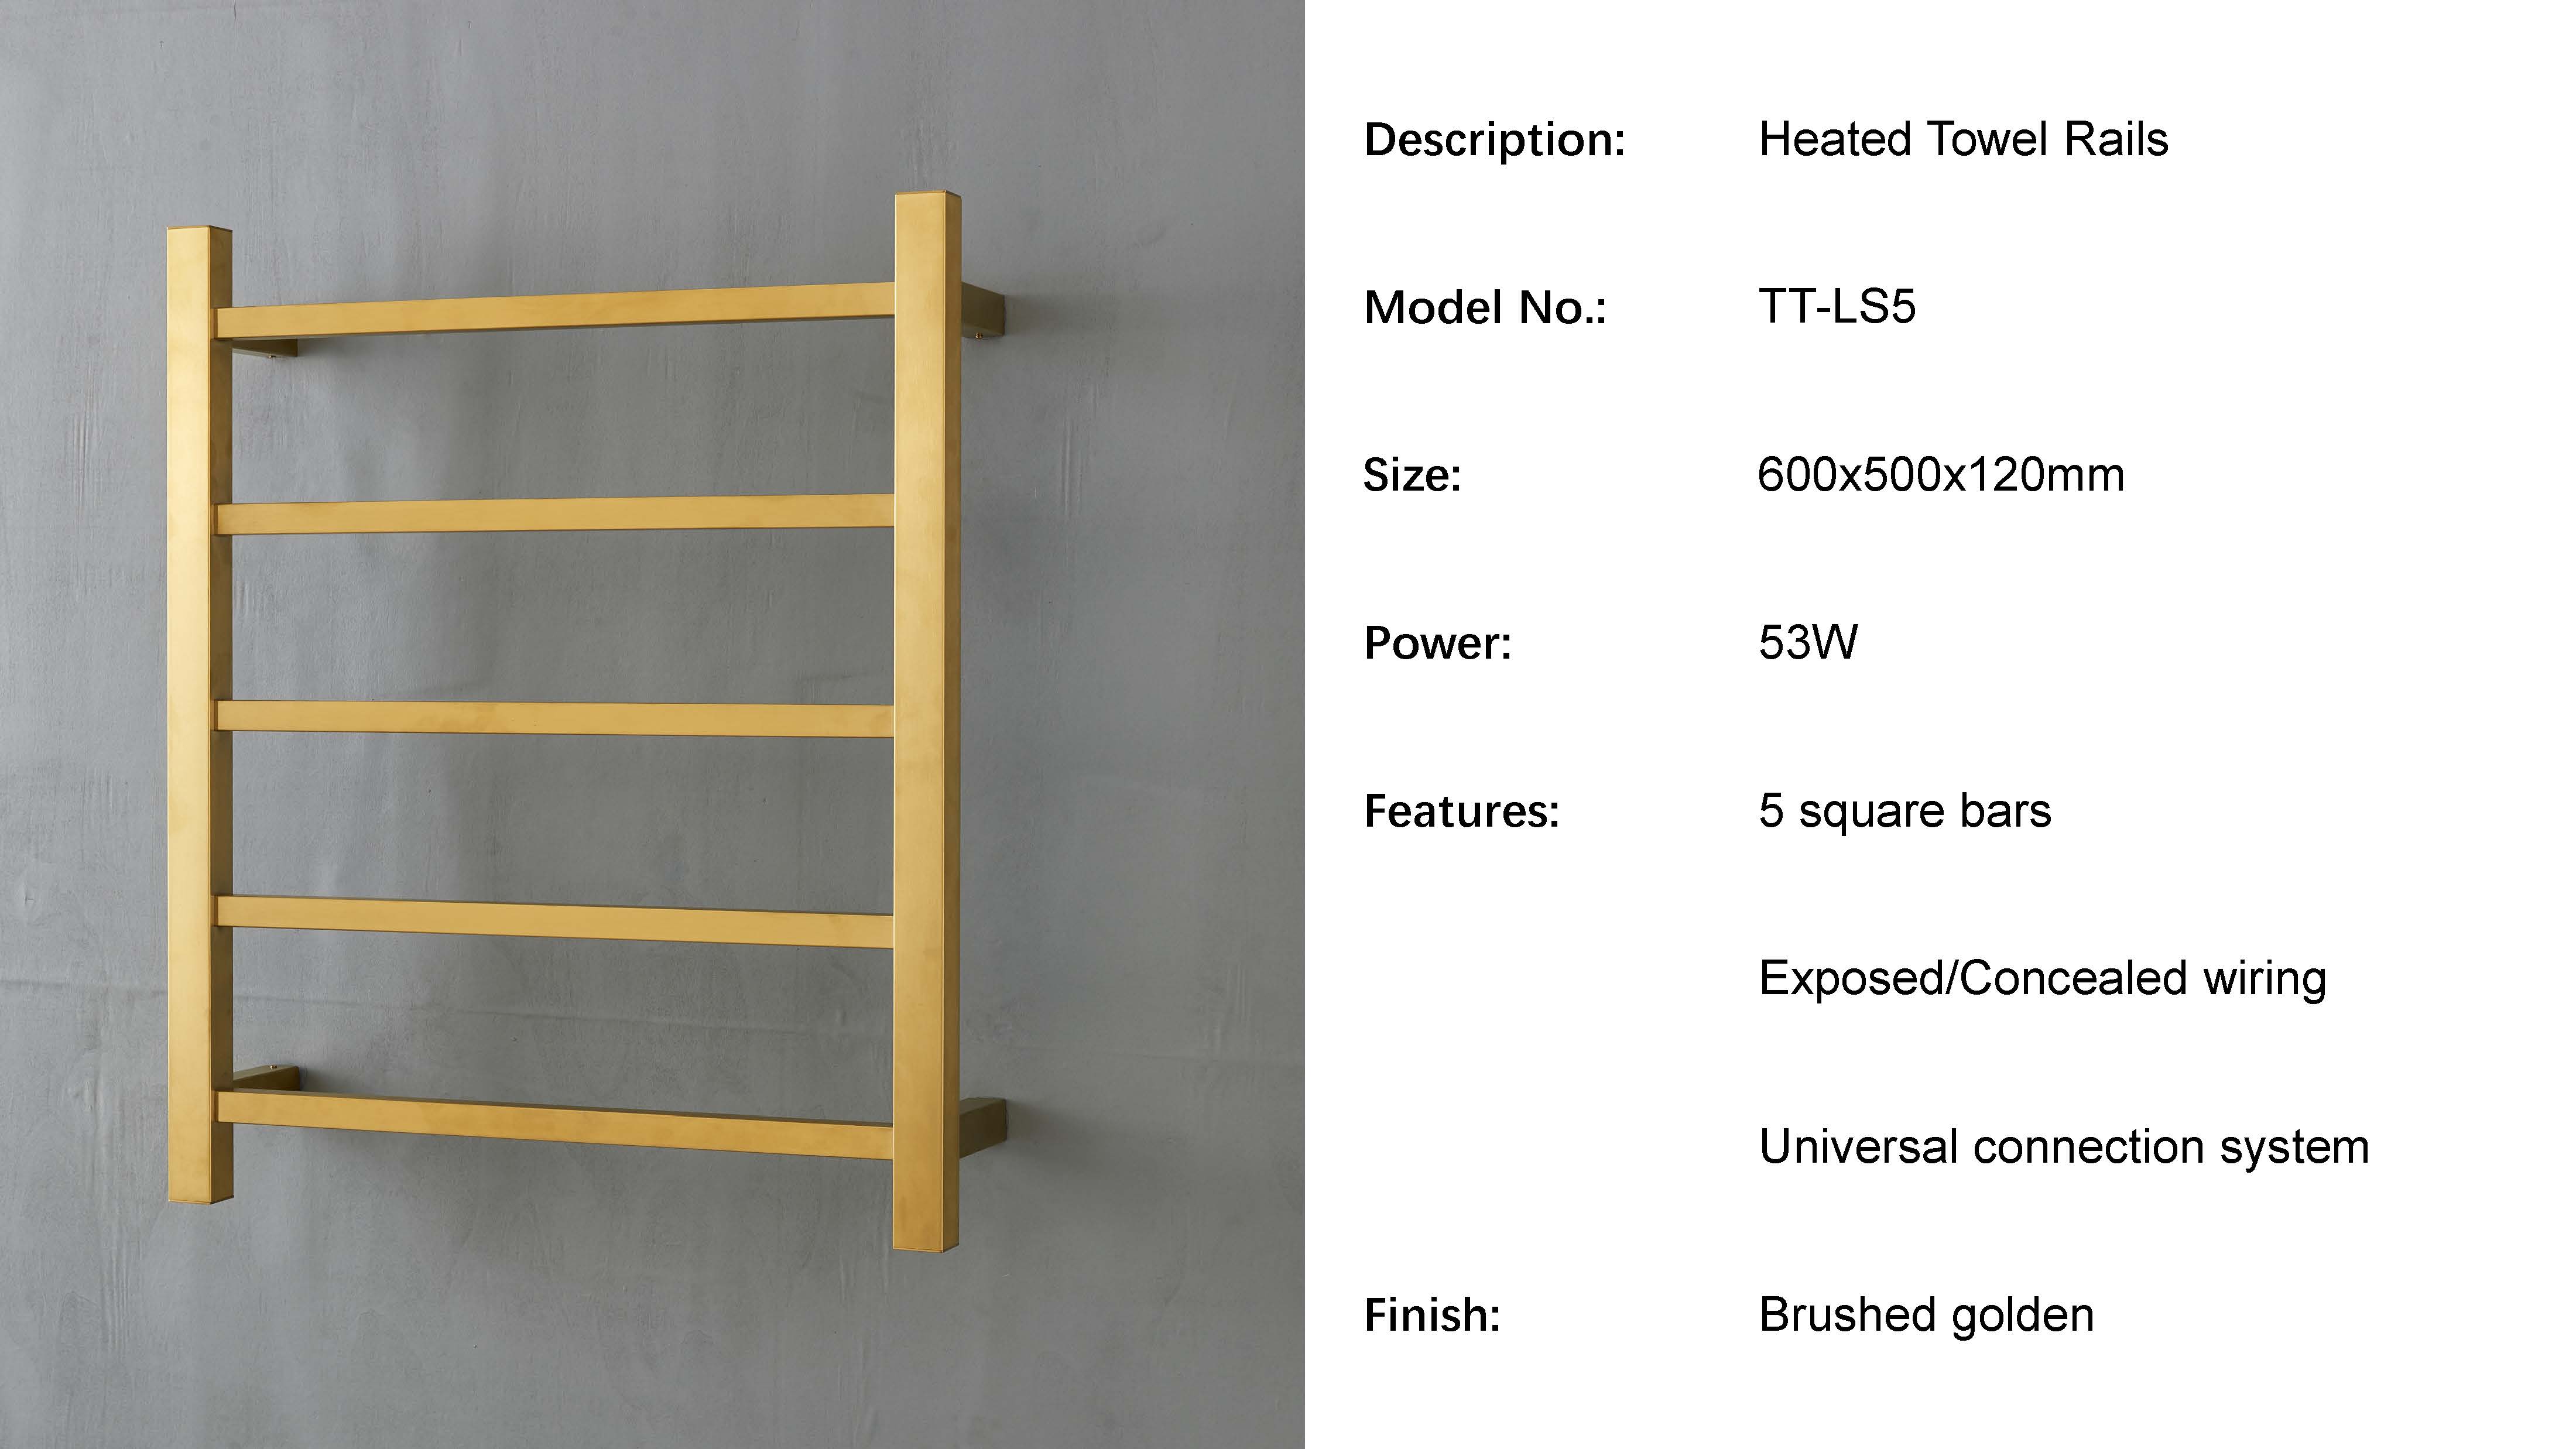 Description: Heated Towel Rails
Model No.: TT-LS5
Size: 600x500x120mm
Power: 53W
Features: 5 square bars
Exposed/Concealed wiring
Universal connection system
Finish: Brushed golden